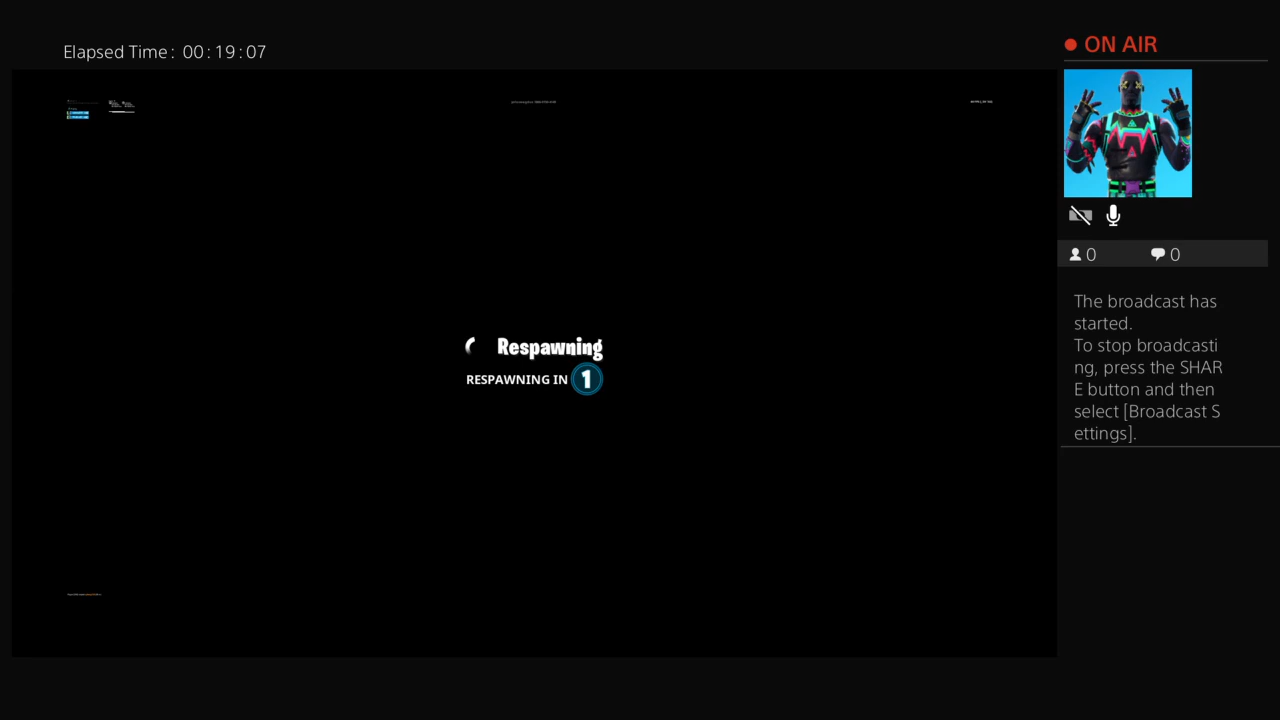 Elapsed Time: 00:19:07
ON AIR
0 0
Respawning
RESPAWNING IN 1
The broadcast has
started.
To stop broadcasti
ng, press the SHAR
E button and then
select [Broadcast S
ettings].